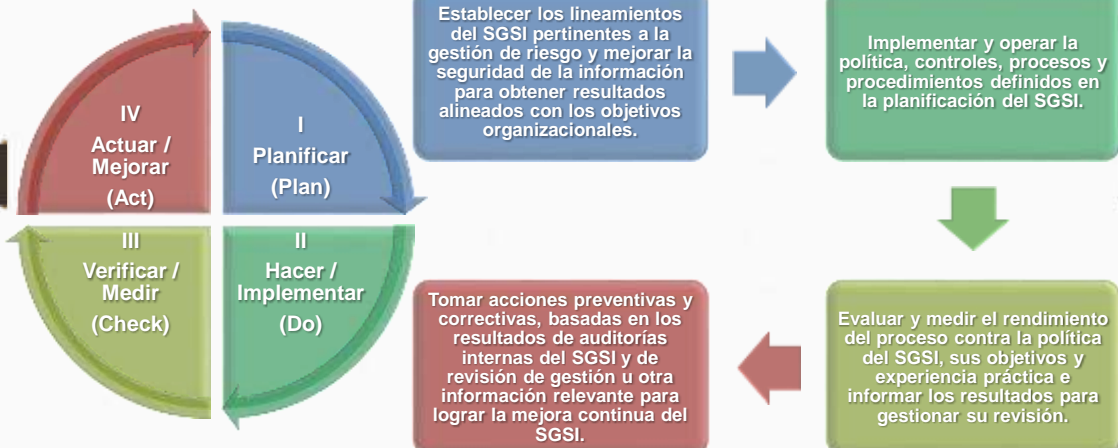 IV
Actuar /
Mejorar
(Act)
I
Planificar
(Plan)
III
Verificar /
Medir
(Check)
II
Hacer /
Implementar
(Do)
Establecer los lineamientos
del SGSI pertinentes a la
gestión de riesgo y mejorar la
seguridad de la información
para obtener resultados
alineados con los objetivos
organizacionales.
Implementar y operar la
política, controles, procesos y
procedimientos definidos en
la planificación del SGSI.
Tomar acciones preventivas y
correctivas, basadas en los
resultados de auditorías
internas del SGSI y de
revisión de gestión u otra
información relevante para
lograr la mejora continua del
SGSI.
Evaluar y medir el rendimiento
del proceso contra la política
del SGSI, sus objetivos y
experiencia práctica e
informar los resultados para
gestionar su revisión.